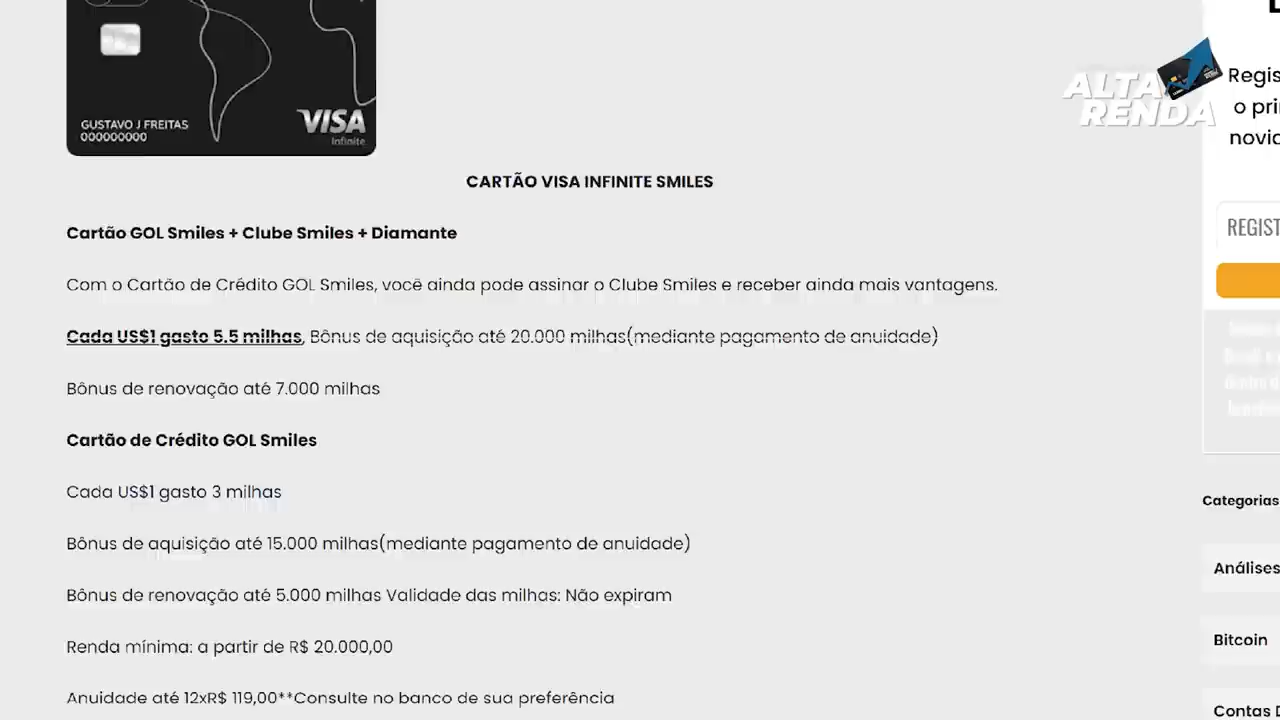 GUSTAVO J FREITAS
000000000
VISA
Infinite
ALTA
RENDA
CARTÃO VISA INFINITE SMILES
Cartão GOL Smiles + Clube Smiles + Diamante
Com o Cartão de Crédito GOL Smiles, você ainda pode assinar o Clube Smiles e receber ainda mais vantagens.
Cada US$1 gasto 5.5 milhas, Bônus de aquisição até 20.000 milhas(mediante pagamento de anuidade)
Bônus de renovação até 7.000 milhas
Cartão de Crédito GOL Smiles
Cada US$1 gasto 3 milhas
Bônus de aquisição até 15.000 milhas(mediante pagamento de anuidade)
Bônus de renovação até 5.000 milhas Validade das milhas: Não expiram
Renda mínima: a partir de R$ 20.000,00
Anuidade até 12xR$ 119,00**Consulte no banco de sua preferência
Regis
o pri
novid
REGIST
Categorias
Análises
Bitcoin
Contas D